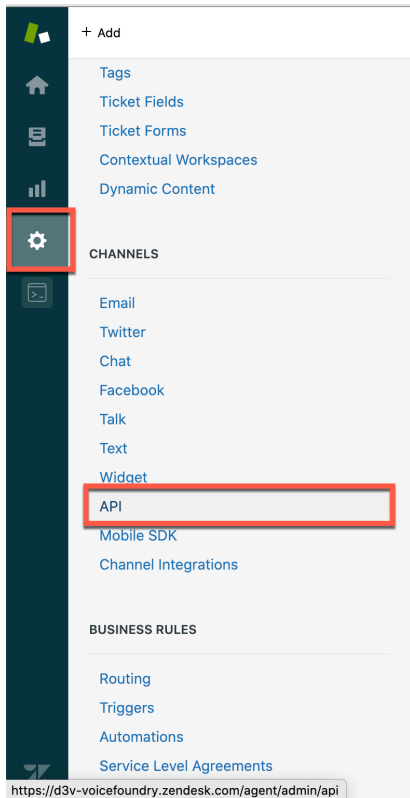 + Add
Tags
Ticket Fields
Ticket Forms
Contextual Workspaces
Dynamic Content
CHANNELS
Email
Twitter
Chat
Facebook
Talk
Text
Widget
API
Mobile SDK
Channel Integrations
BUSINESS RULES
Routing
Triggers
Automations
Service Level Agreements
https://d3v-voicefoundry.zendesk.com/agent/admin/api